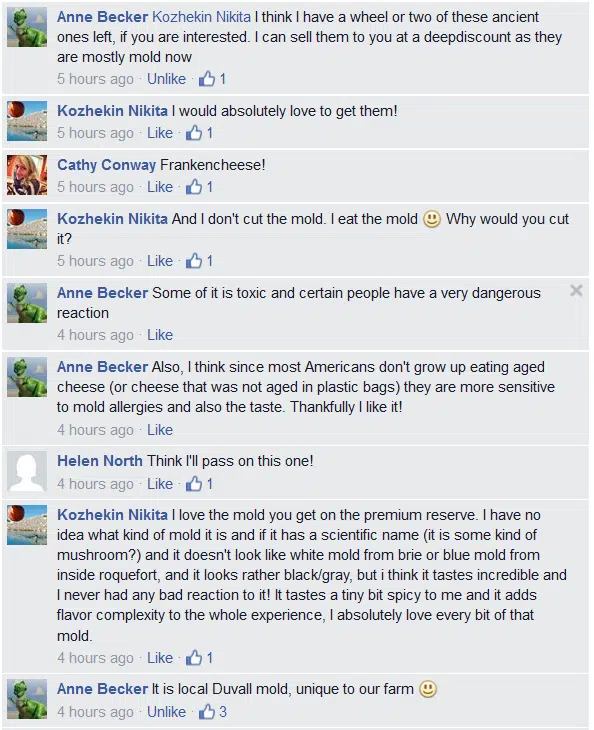 Anne Becker Kozhekin Nikita I think I have a wheel or two of these ancient
ones left, if you are interested. I can sell them to you at a deepdiscount as they
are mostly mold now
5 hours ago · Unlike · 1
Kozhekin Nikita I would absolutely love to get them!
5 hours ago · Like · 1
Cathy Conway Frankencheese!
5 hours ago · Like · 1
Kozhekin Nikita And I don't cut the mold. I eat the mold Why would you cut
it?
5 hours ago · Like · 1
Anne Becker Some of it is toxic and certain people have a very dangerous
reaction
4 hours ago · Like
Anne Becker Also, I think since most Americans don't grow up eating aged
cheese (or cheese that was not aged in plastic bags) they are more sensitive
to mold allergies and also the taste. Thankfully I like it!
4 hours ago · Like
Helen North Think I'll pass on this one!
4 hours ago · Like · 1
Kozhekin Nikita I love the mold you get on the premium reserve. I have no
idea what kind of mold it is and if it has a scientific name (it is some kind of
mushroom?) and it doesn't look like white mold from brie or blue mold from
inside roquefort, and it looks rather black/gray, but i think it tastes incredible and
I never had any bad reaction to it! It tastes a tiny bit spicy to me and it adds
flavor complexity to the whole experience, I absolutely love every bit of that
mold.
4 hours ago · Like · 1
Anne Becker It is local Duvall mold, unique to our farm
4 hours ago · Unlike · 3